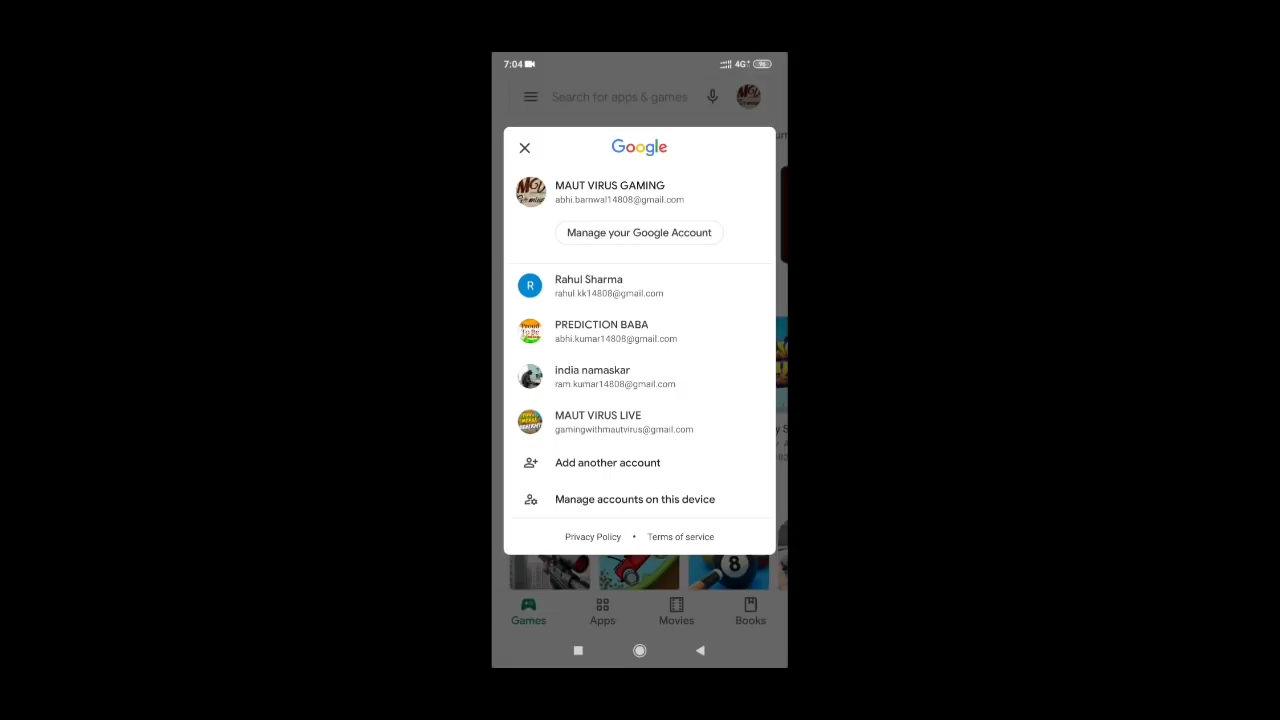 7:04 4G+ 96
Search for apps & games
Google
MAUT VIRUS GAMING
abhi.barnwal14808@gmail.com
Manage your Google Account
R
Rahul Sharma
rahul.kk14808@gmail.com
PREDICTION BABA
abhi.kumar14808@gmail.com
india namaskar
ram.kumar14808@gmail.com
MAUT VIRUS LIVE
gamingwithmautvirus@gmail.com
Add another account
Manage accounts on this device
Privacy Policy • Terms of service
8
Games Apps Movies Books